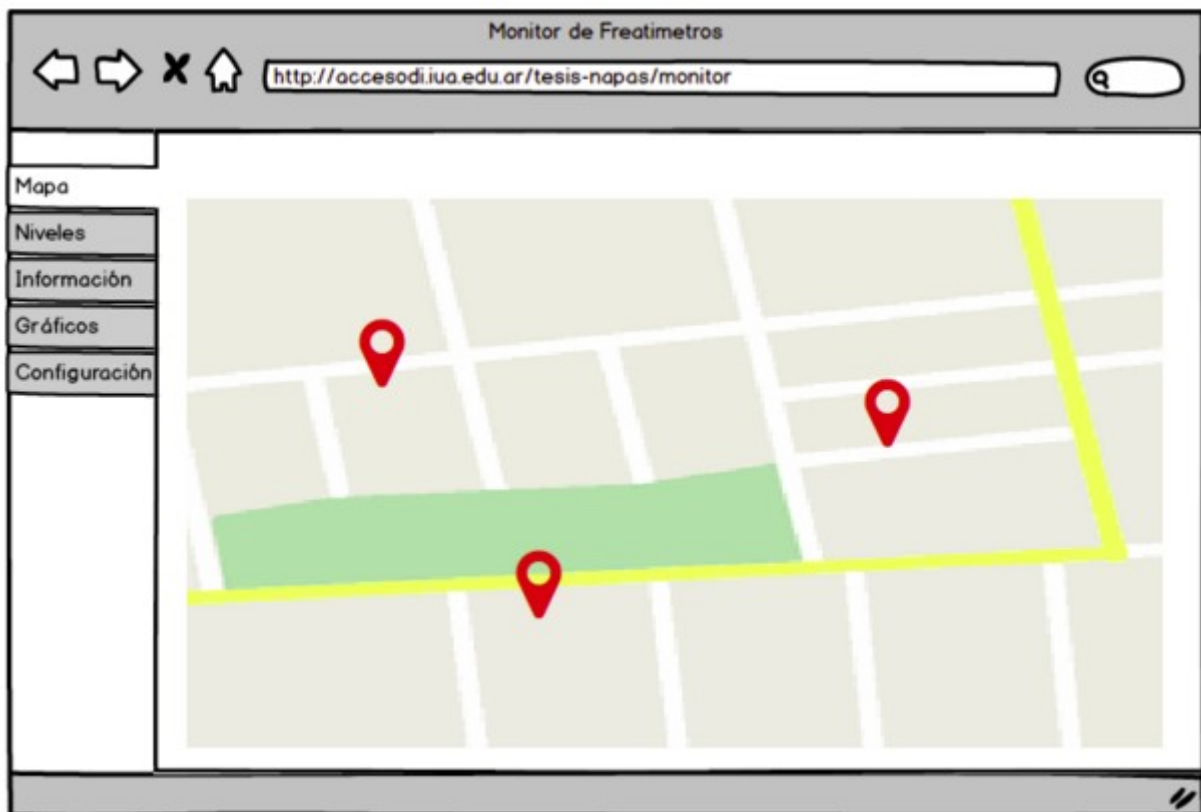 Monitor de Freatimetros
http://accesodi.iua.edu.ar/tesis-napas/monitor
Mapa
Niveles
Información
Gráficos
Configuración